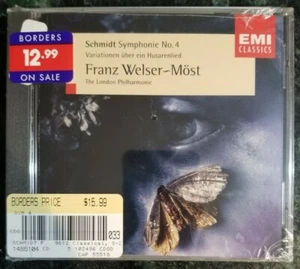 BORDERS
12.99
ON SALE
Schmidt Symphonie No. 4
Variationen über ein Husarenlied
Franz Welser-Möst
The London Philharmonic
EMI
CLASSICS
BORDERS PRICE $15.99
033